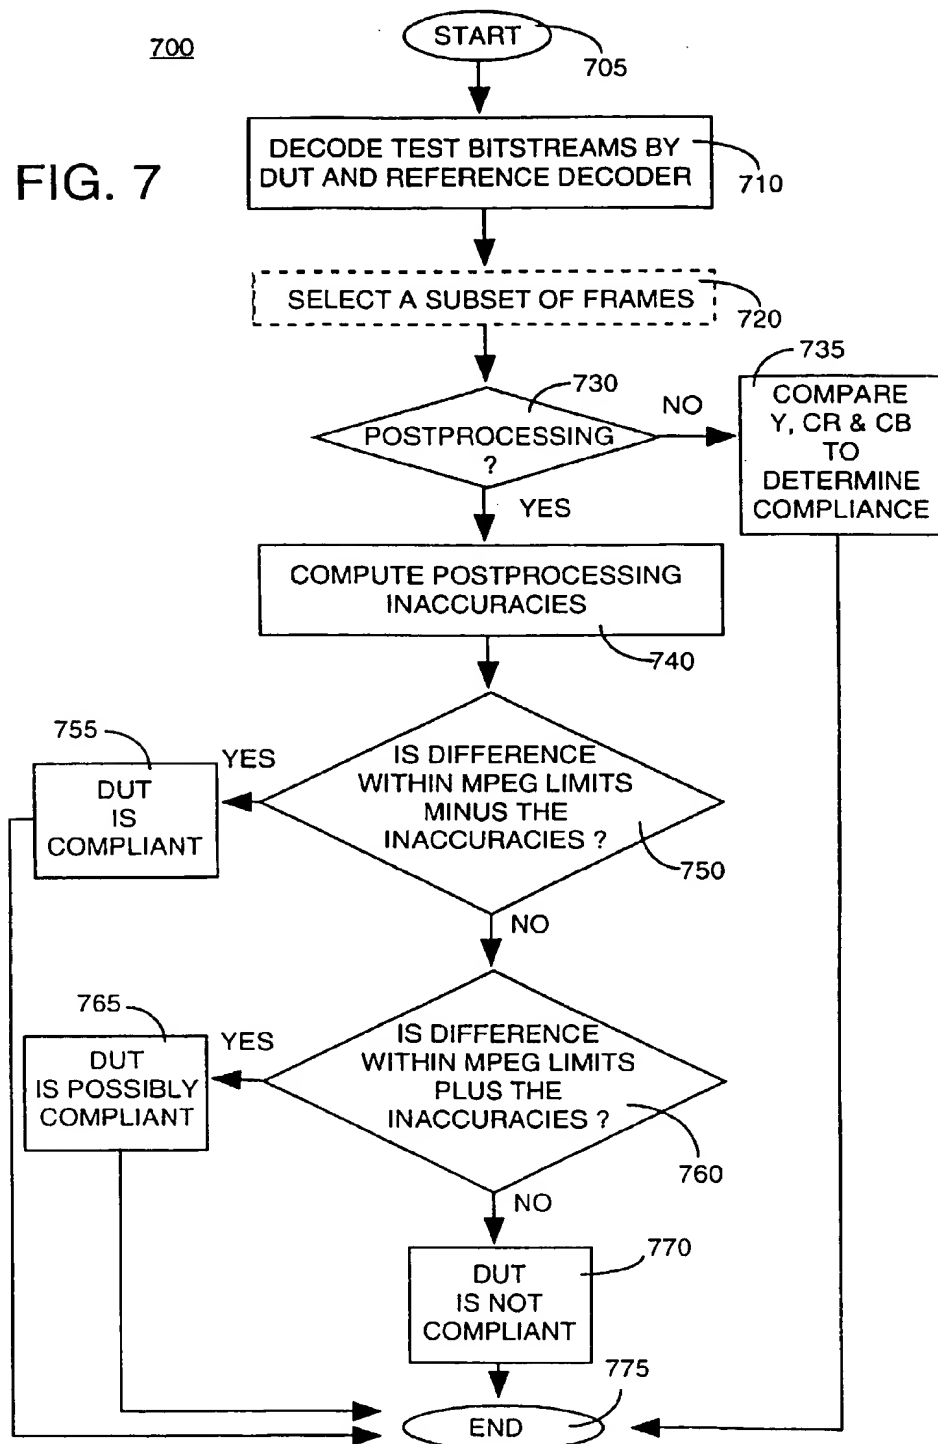 700
START
705
FIG. 7
DECODE TEST BITSTREAMS BY
DUT AND REFERENCE DECODER
710
SELECT A SUBSET OF FRAMES
720
730
POSTPROCESSING
?
NO
YES
735
COMPARE
Y, CR & CB
TO
DETERMINE
COMPLIANCE
COMPUTE POSTPROCESSING
INACCURACIES
740
IS DIFFERENCE
WITHIN MPEG LIMITS
MINUS THE
INACCURACIES ?
750
YES
755
DUT
IS
COMPLIANT
NO
IS DIFFERENCE
WITHIN MPEG LIMITS
PLUS THE
INACCURACIES ?
760
YES
765
DUT
IS POSSIBLY
COMPLIANT
NO
770
DUT
IS NOT
COMPLIANT
775
END